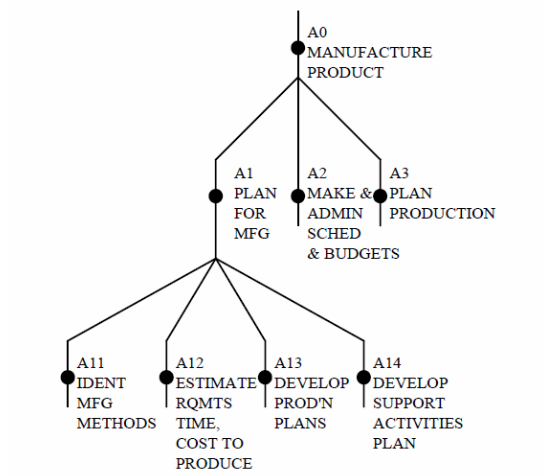 A0
MANUFACTURE
PRODUCT
A1
PLAN
FOR
MFG
A2
MAKE &
ADMIN
SCHED
& BUDGETS
A3
PLAN
PRODUCTION
A11
IDENT
MFG
METHODS
A12
ESTIMATE
RQMTS
TIME,
COST TO
PRODUCE
A13
DEVELOP
PROD'N
PLANS
A14
DEVELOP
SUPPORT
ACTIVITIES
PLAN